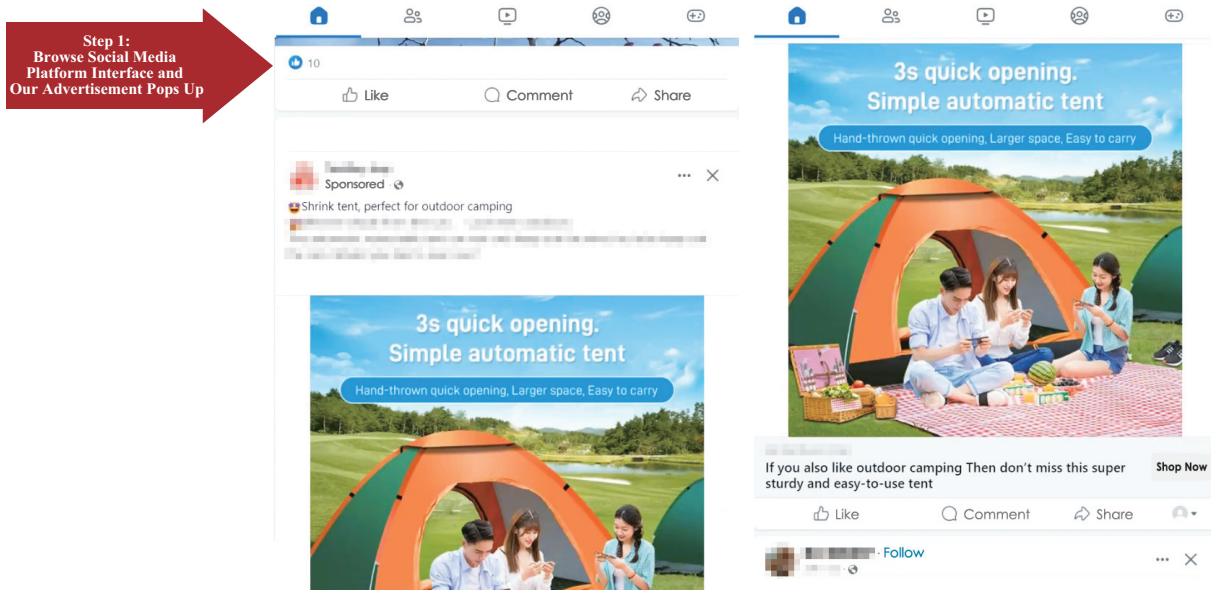 Step 1:
Browse Social Media
Platform Interface and
Our Advertisement Pops Up
10
Like
Comment
Share
Sponsored
Shrink tent, perfect for outdoor camping
3s quick opening.
Simple automatic tent
Hand-thrown quick opening, Larger space, Easy to carry
3s quick opening.
Simple automatic tent
Hand-thrown quick opening, Larger space, Easy to carry
If you also like outdoor camping Then don't miss this super
sturdy and easy-to-use tent
Shop Now
Like
Comment
Share
· Follow